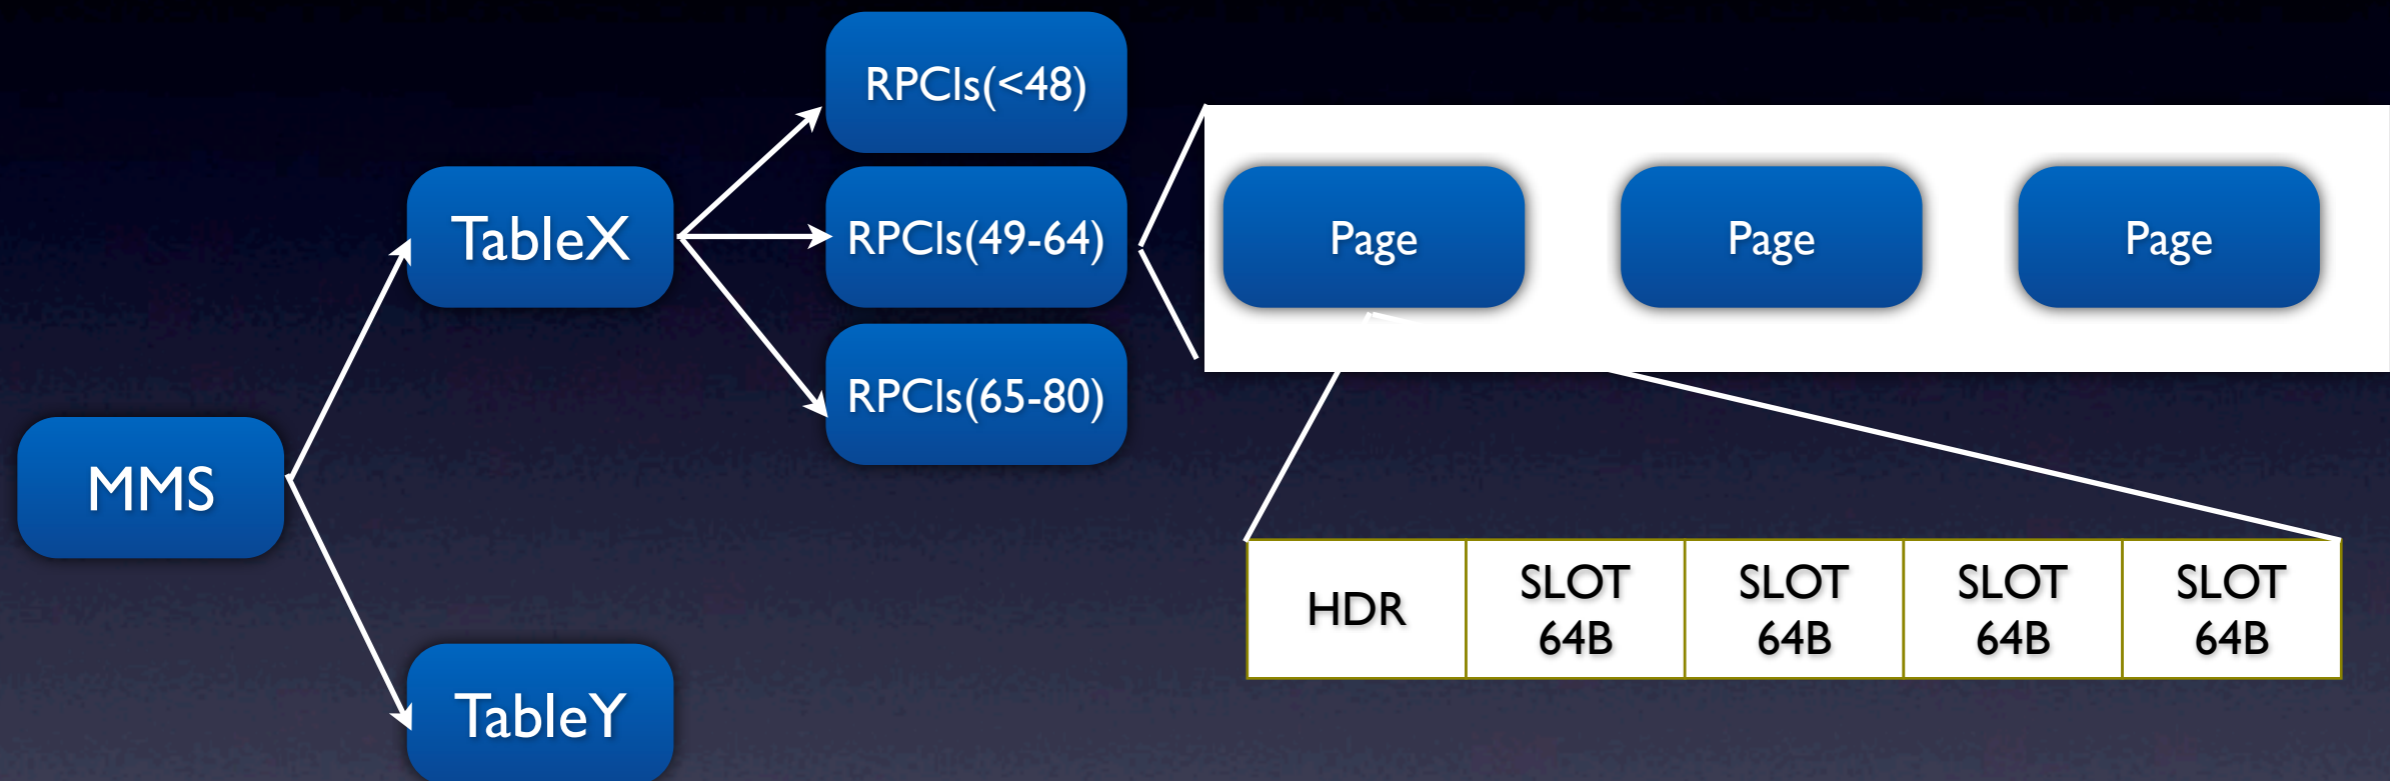 RPCIs(<48)
TableX
RPCIs(49-64)
Page
Page
Page
RPCIs(65-80)
MMS
HDR
SLOT
64B
SLOT
64B
SLOT
64B
SLOT
64B
TableY